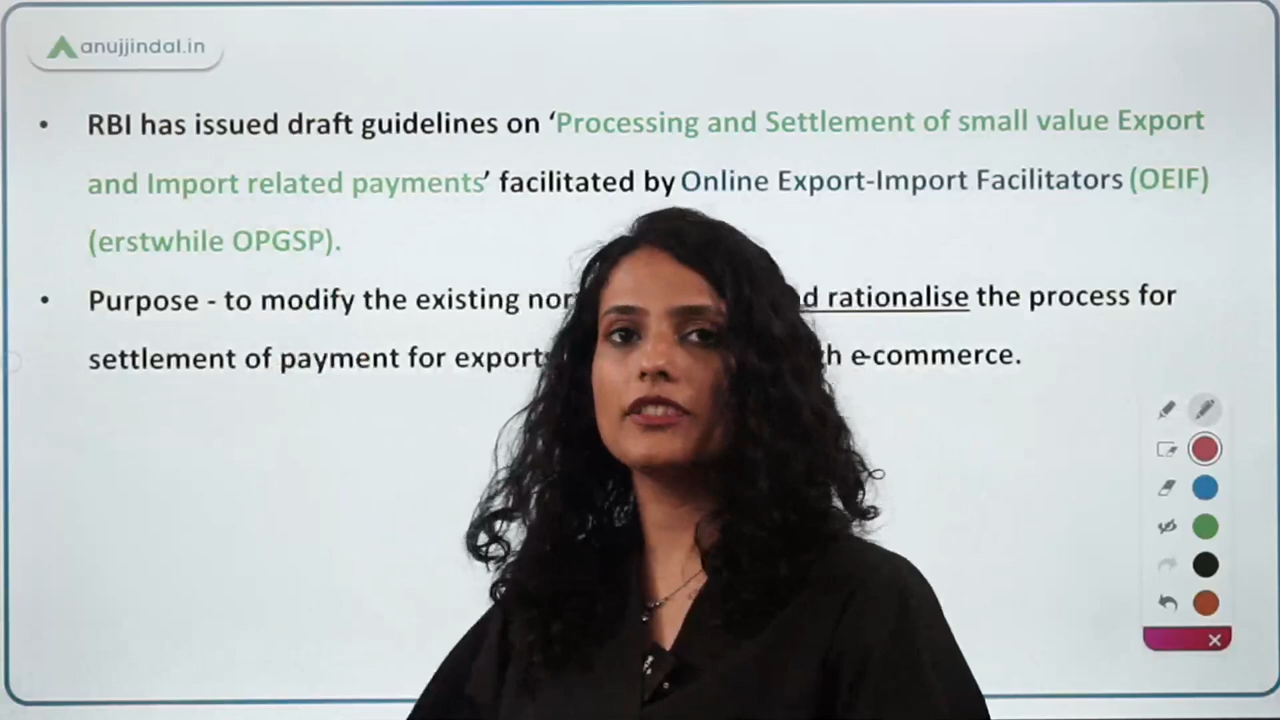 anujjindal.in
• RBI has issued draft guidelines on ‘Processing and Settlement of small value Export
and Import related payments’ facilitated by Online Export-Import Facilitators (OEIF)
(erstwhile OPGSP).
• Purpose - to modify the existing rationalise the process for
settlement of payment for e-commerce.